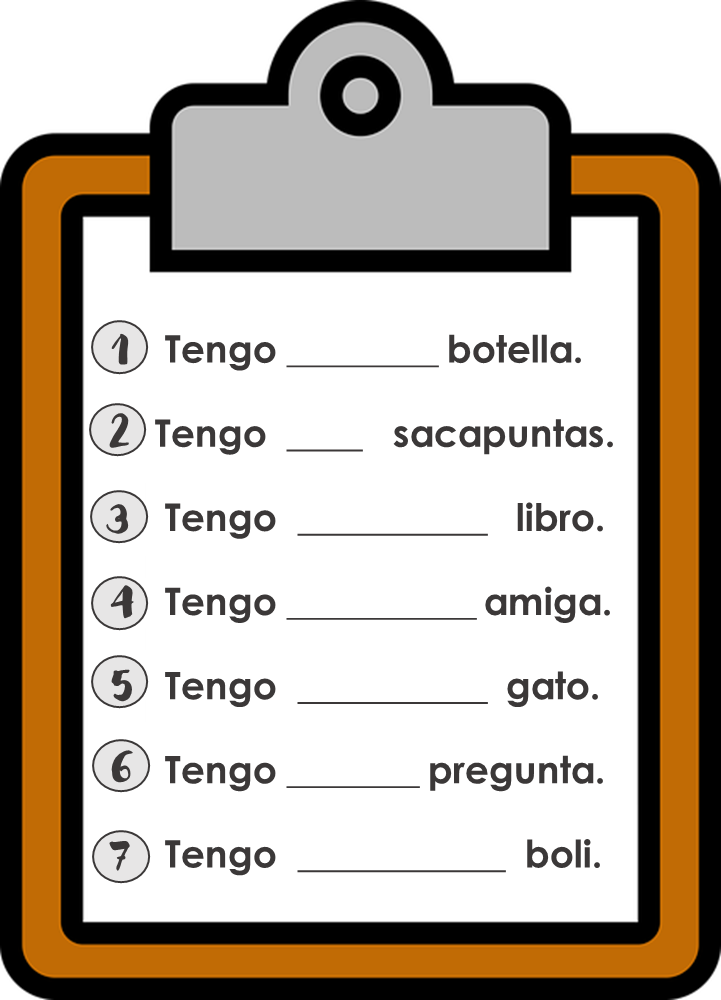 1 Tengo ________ botella.
2 Tengo ____ sacapuntas.
3 Tengo __________ libro.
4 Tengo __________ amiga.
5 Tengo __________ gato.
6 Tengo _______ pregunta.
7 Tengo ___________ boli.